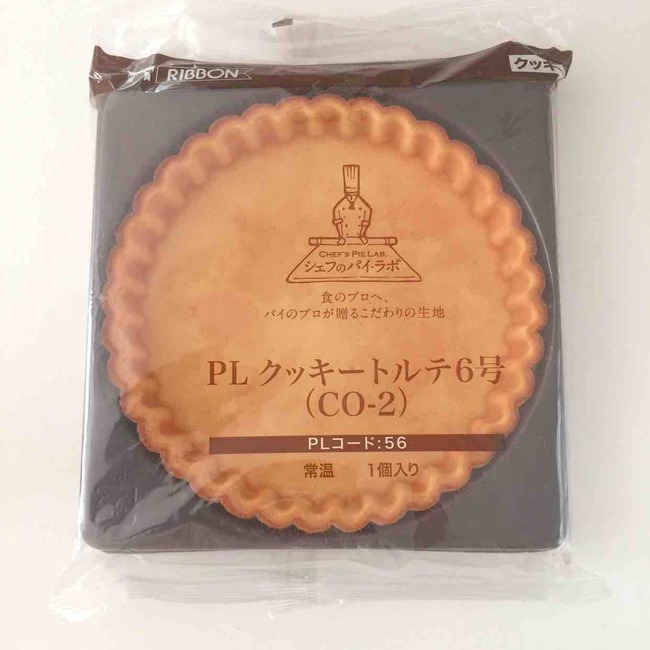 RIBBON
クッキ
CHEF'S PIE LAB.
シェフのパイ・ラボ
食のプロへ、
パイのプロが贈るこだわりの生地
PL クッキートルテ6号
(CO-2)
PLコード:56
常温 1個入り